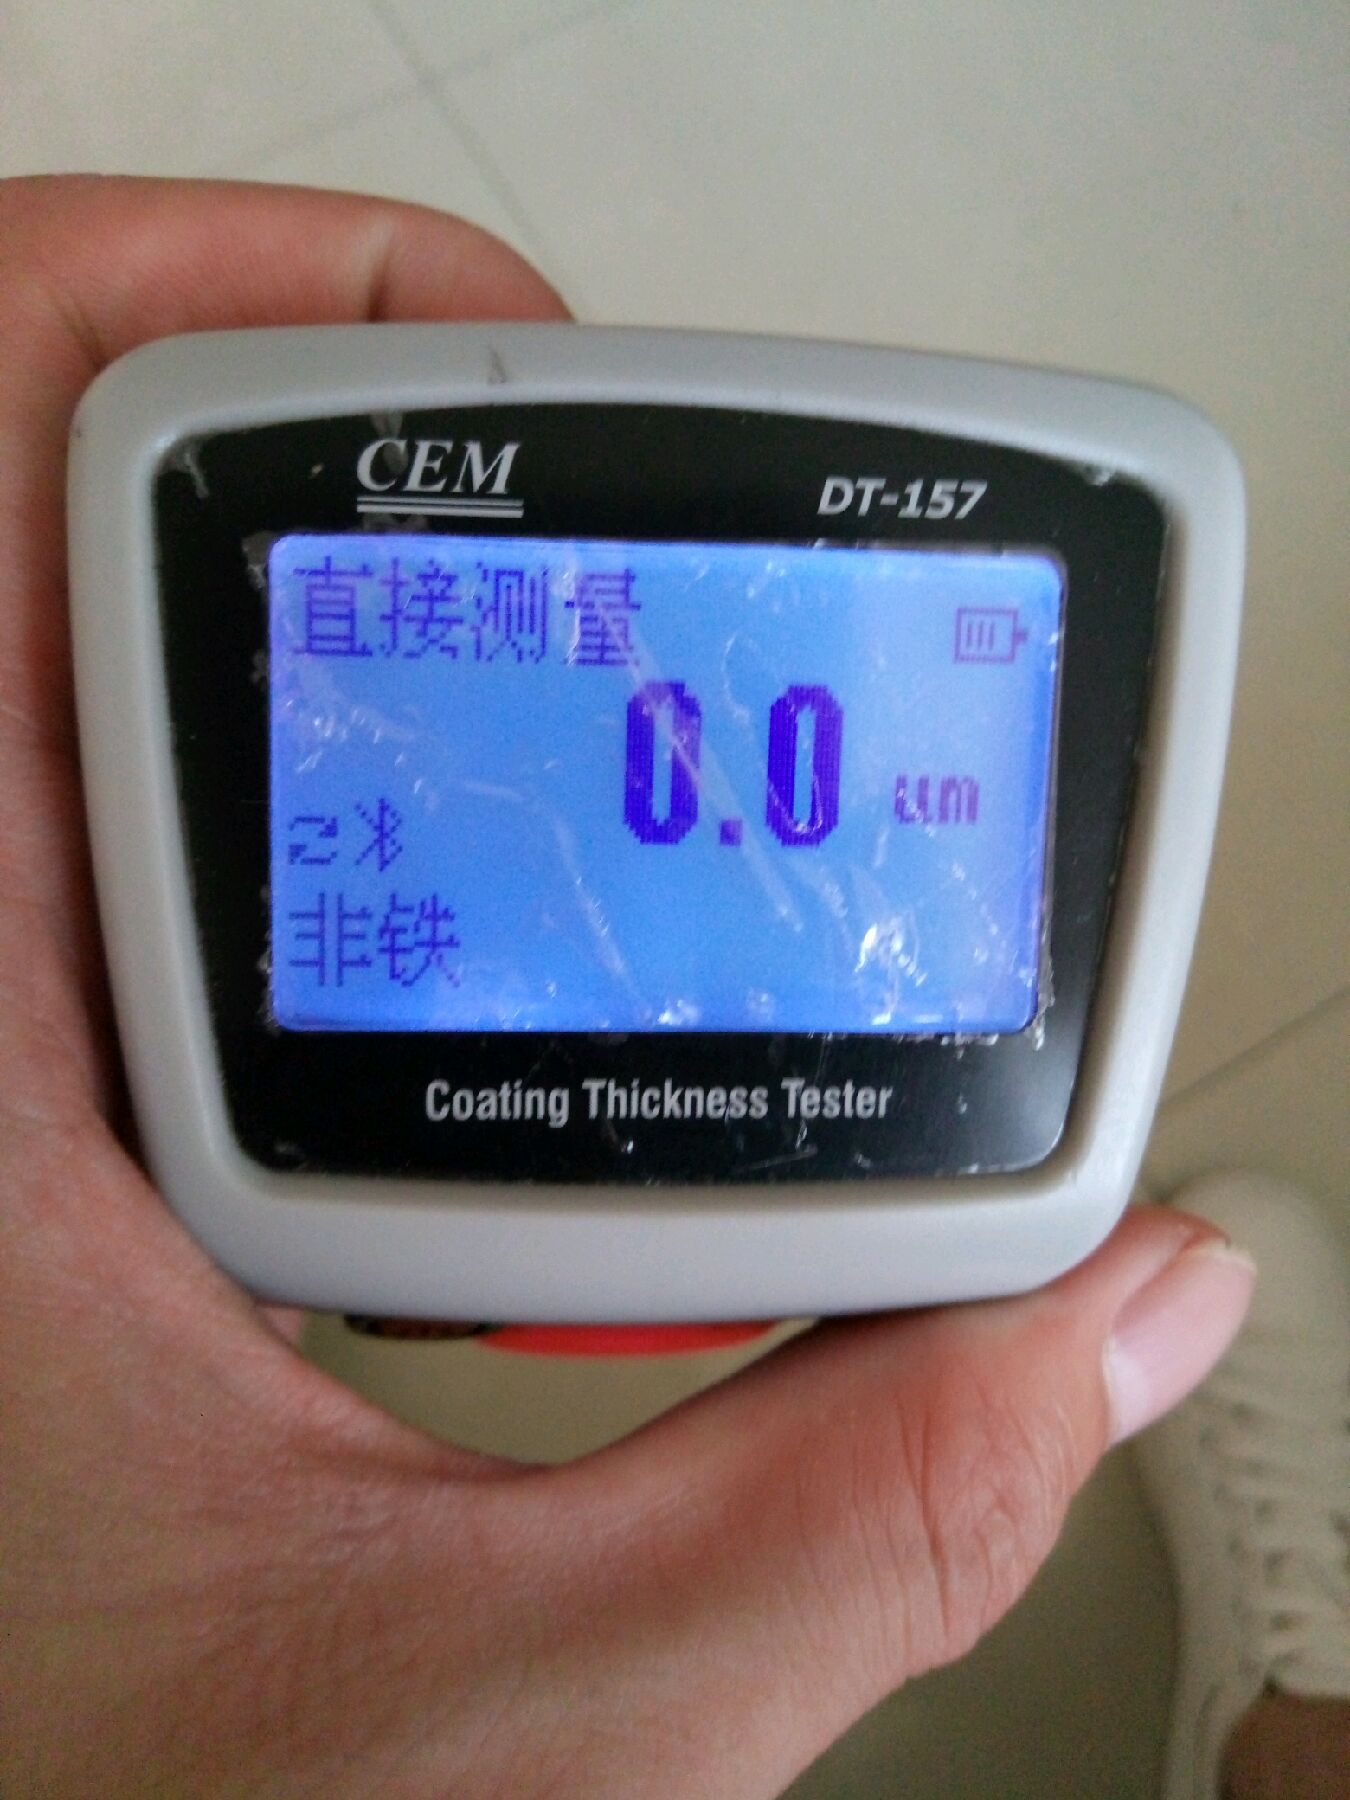 CEM
DT-157
直接测量
0.0 um
非铁
Coating Thickness Tester